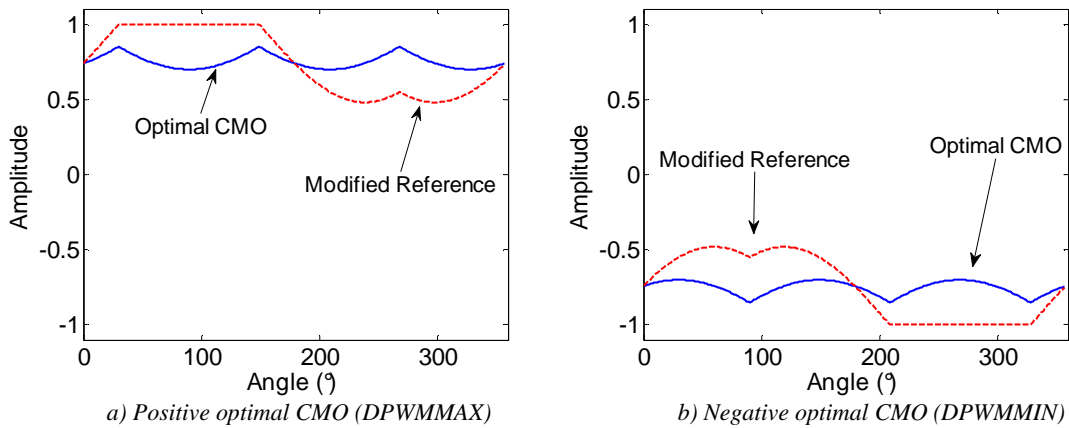 1
0.5
0
-0.5
-1
Amplitude
Optimal CMO
Modified Reference
0
100
200
300
Angle (°)
a) Positive optimal CMO (DPWMMAX)
1
0.5
0
-0.5
-1
Amplitude
Modified Reference
Optimal CMO
0
100
200
300
Angle (°)
b) Negative optimal CMO (DPWMMIN)